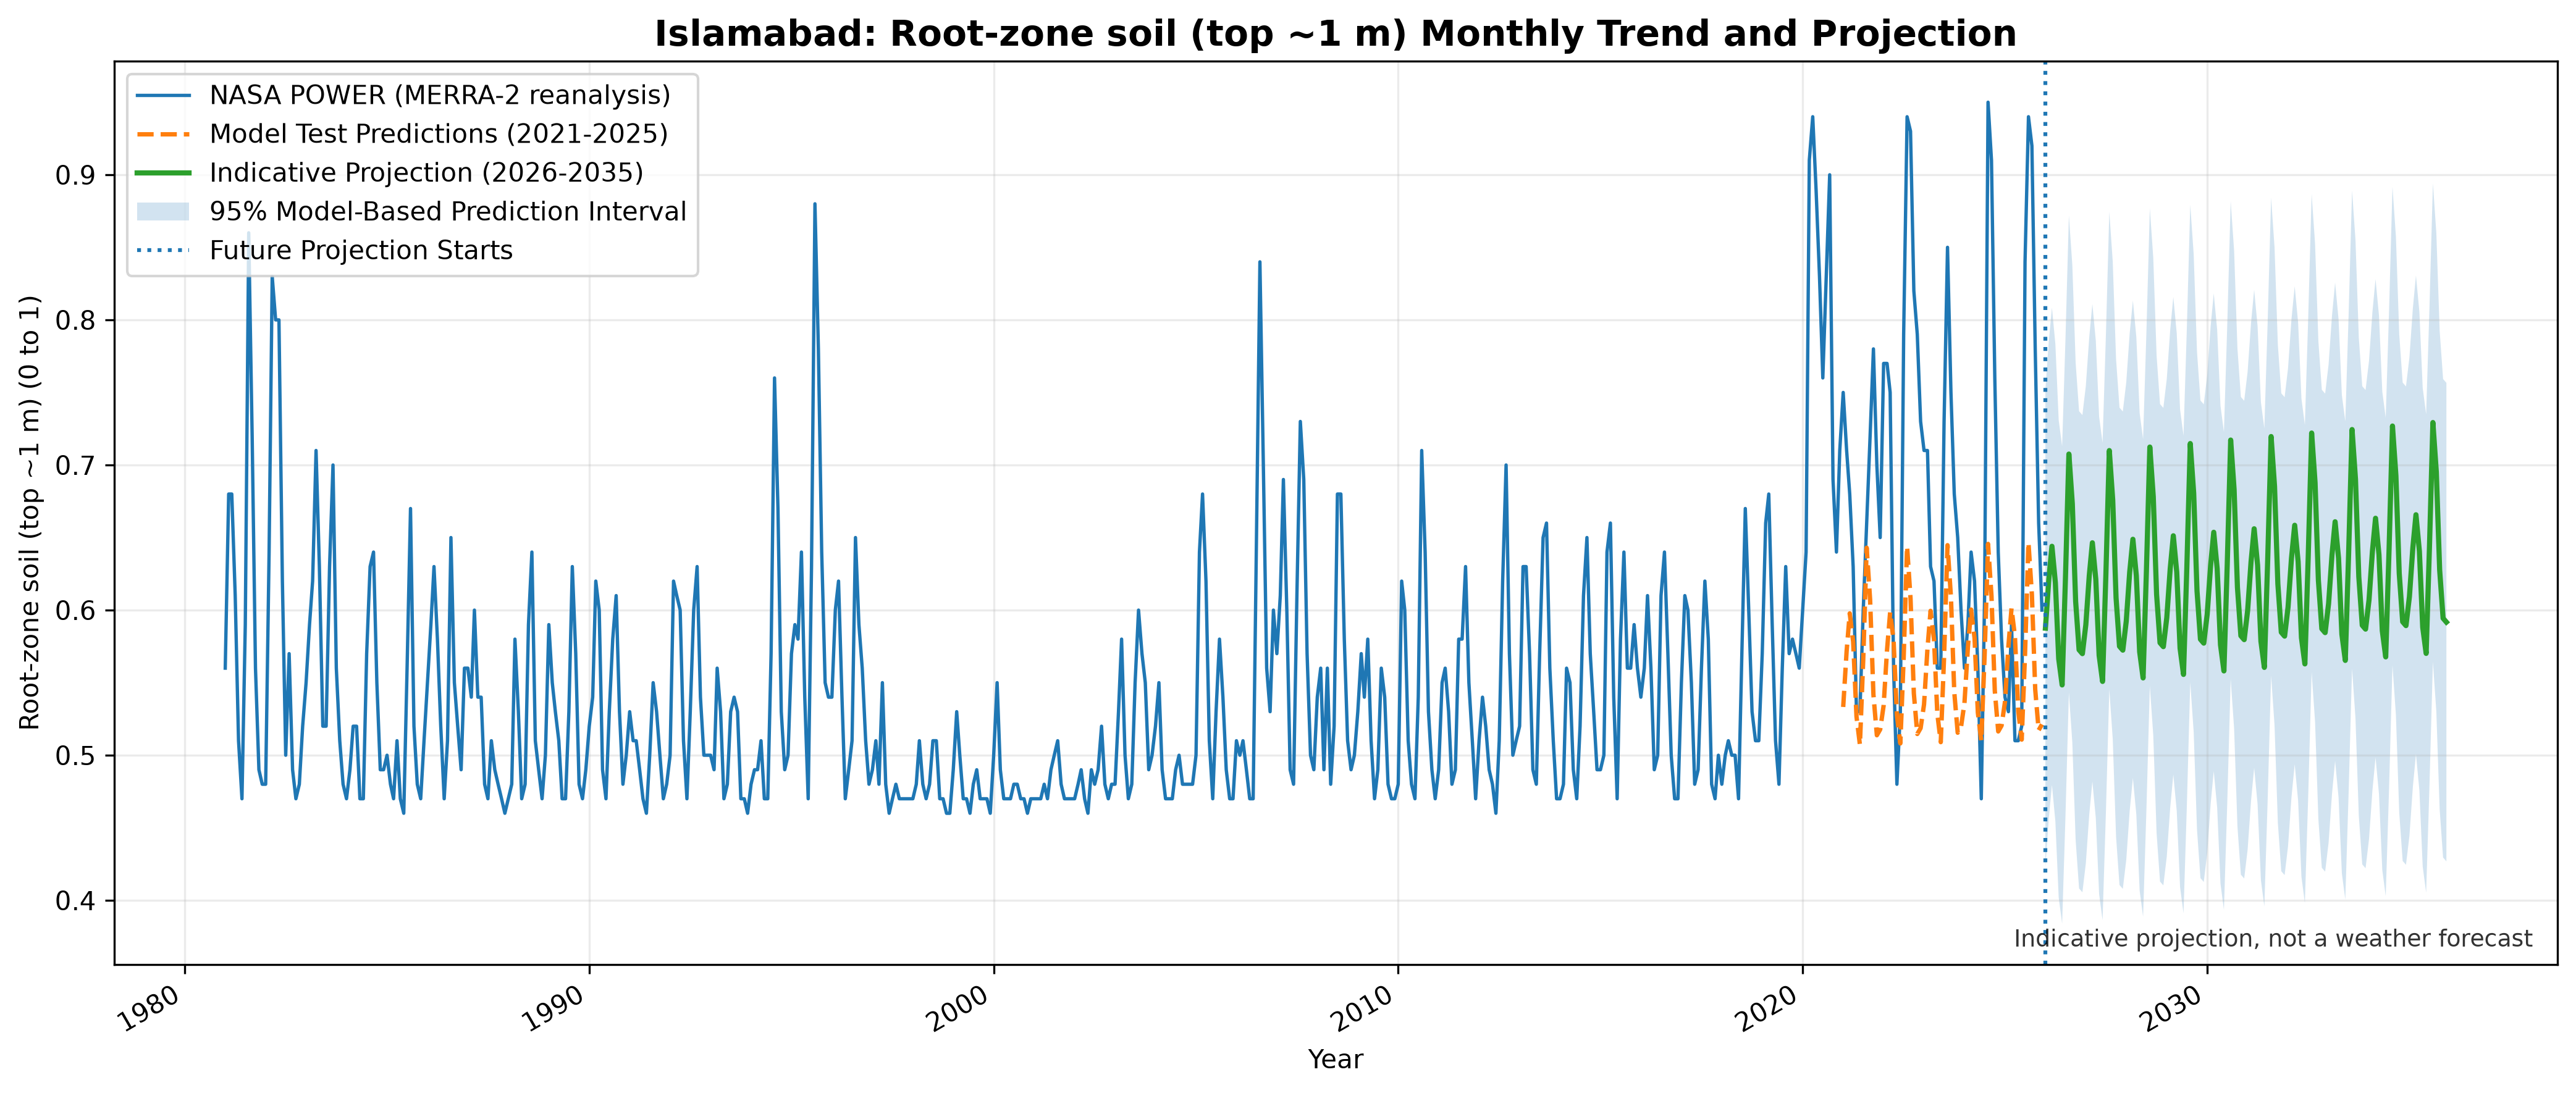 Islamabad: Root-zone soil (top ~1 m) Monthly Trend and Projection
NASA POWER (MERRA-2 reanalysis)
Model Test Predictions (2021-2025)
Indicative Projection (2026-2035)
95% Model-Based Prediction Interval
Future Projection Starts
Root-zone soil (top ~1 m) (0 to 1)
0.9
0.8
0.7
0.6
0.5
0.4
Indicative projection, not a weather forecast
1980
1990
2000
2010
2020
2030
Year